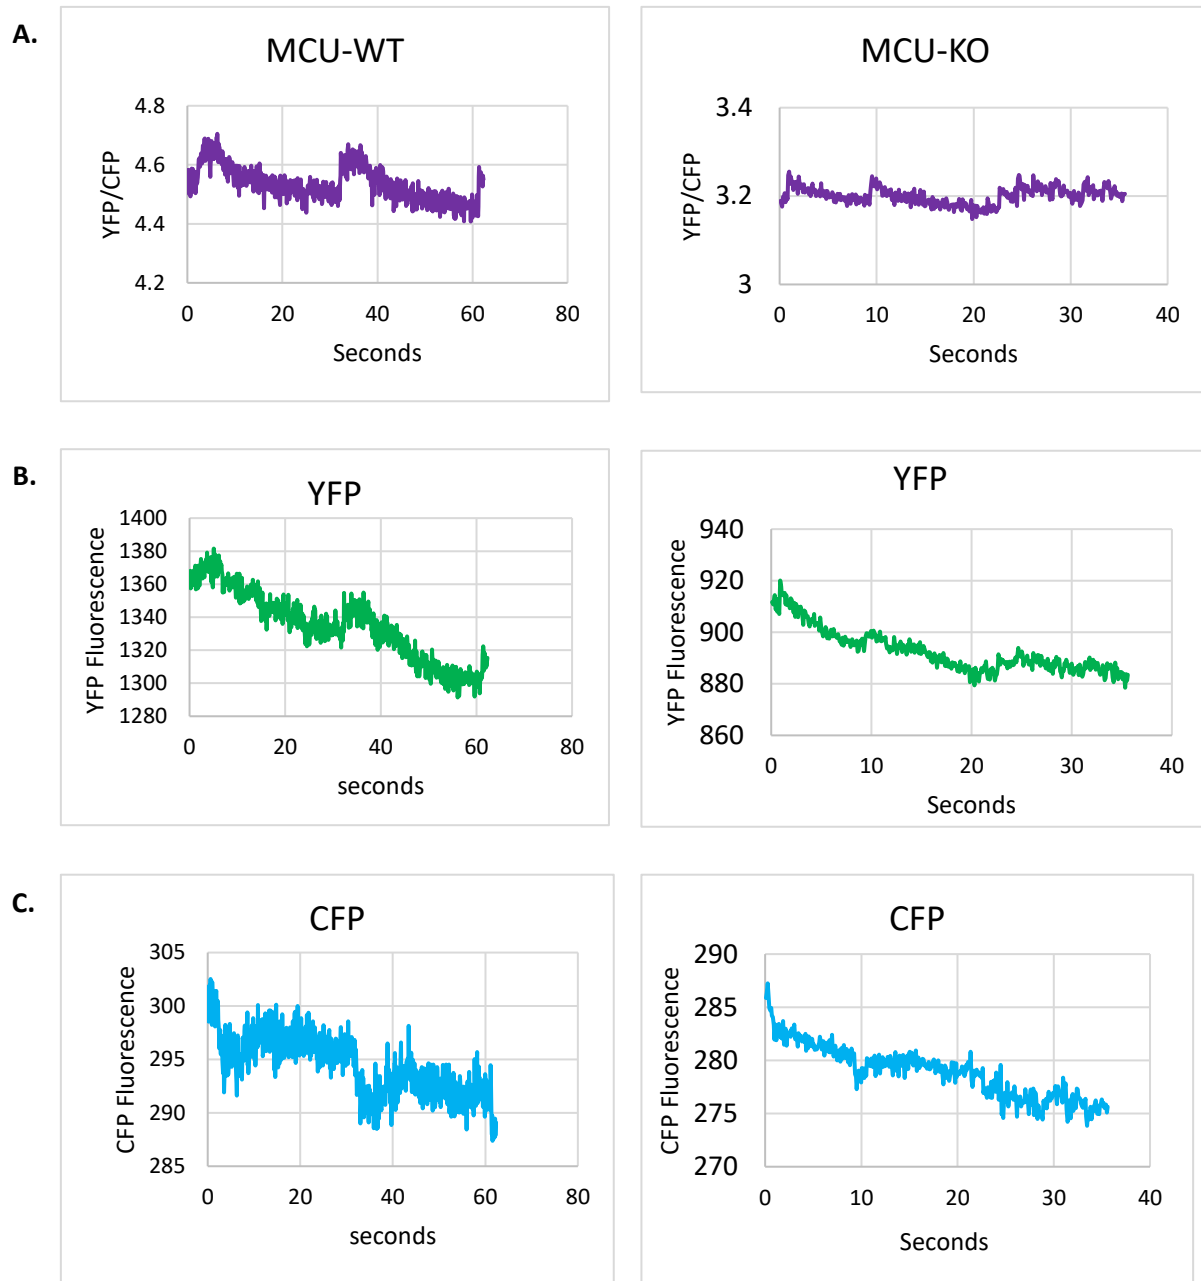 A.
MCU-WT
YFP/CFP
4.8
4.6
4.4
4.2
0 20 40 60 80
Seconds
MCU-KO
YFP/CFP
3.4
3.2
3
0 10 20 30 40
Seconds
B.
YFP
YFP Fluorescence
1400
1380
1360
1340
1320
1300
1280
0 20 40 60 80
seconds
YFP
YFP Fluorescence
940
920
900
880
860
0 10 20 30 40
Seconds
C.
CFP
CFP Fluorescence
305
300
295
290
285
0 20 40 60 80
seconds
CFP
CFP Fluorescence
290
285
280
275
270
0 10 20 30 40
Seconds